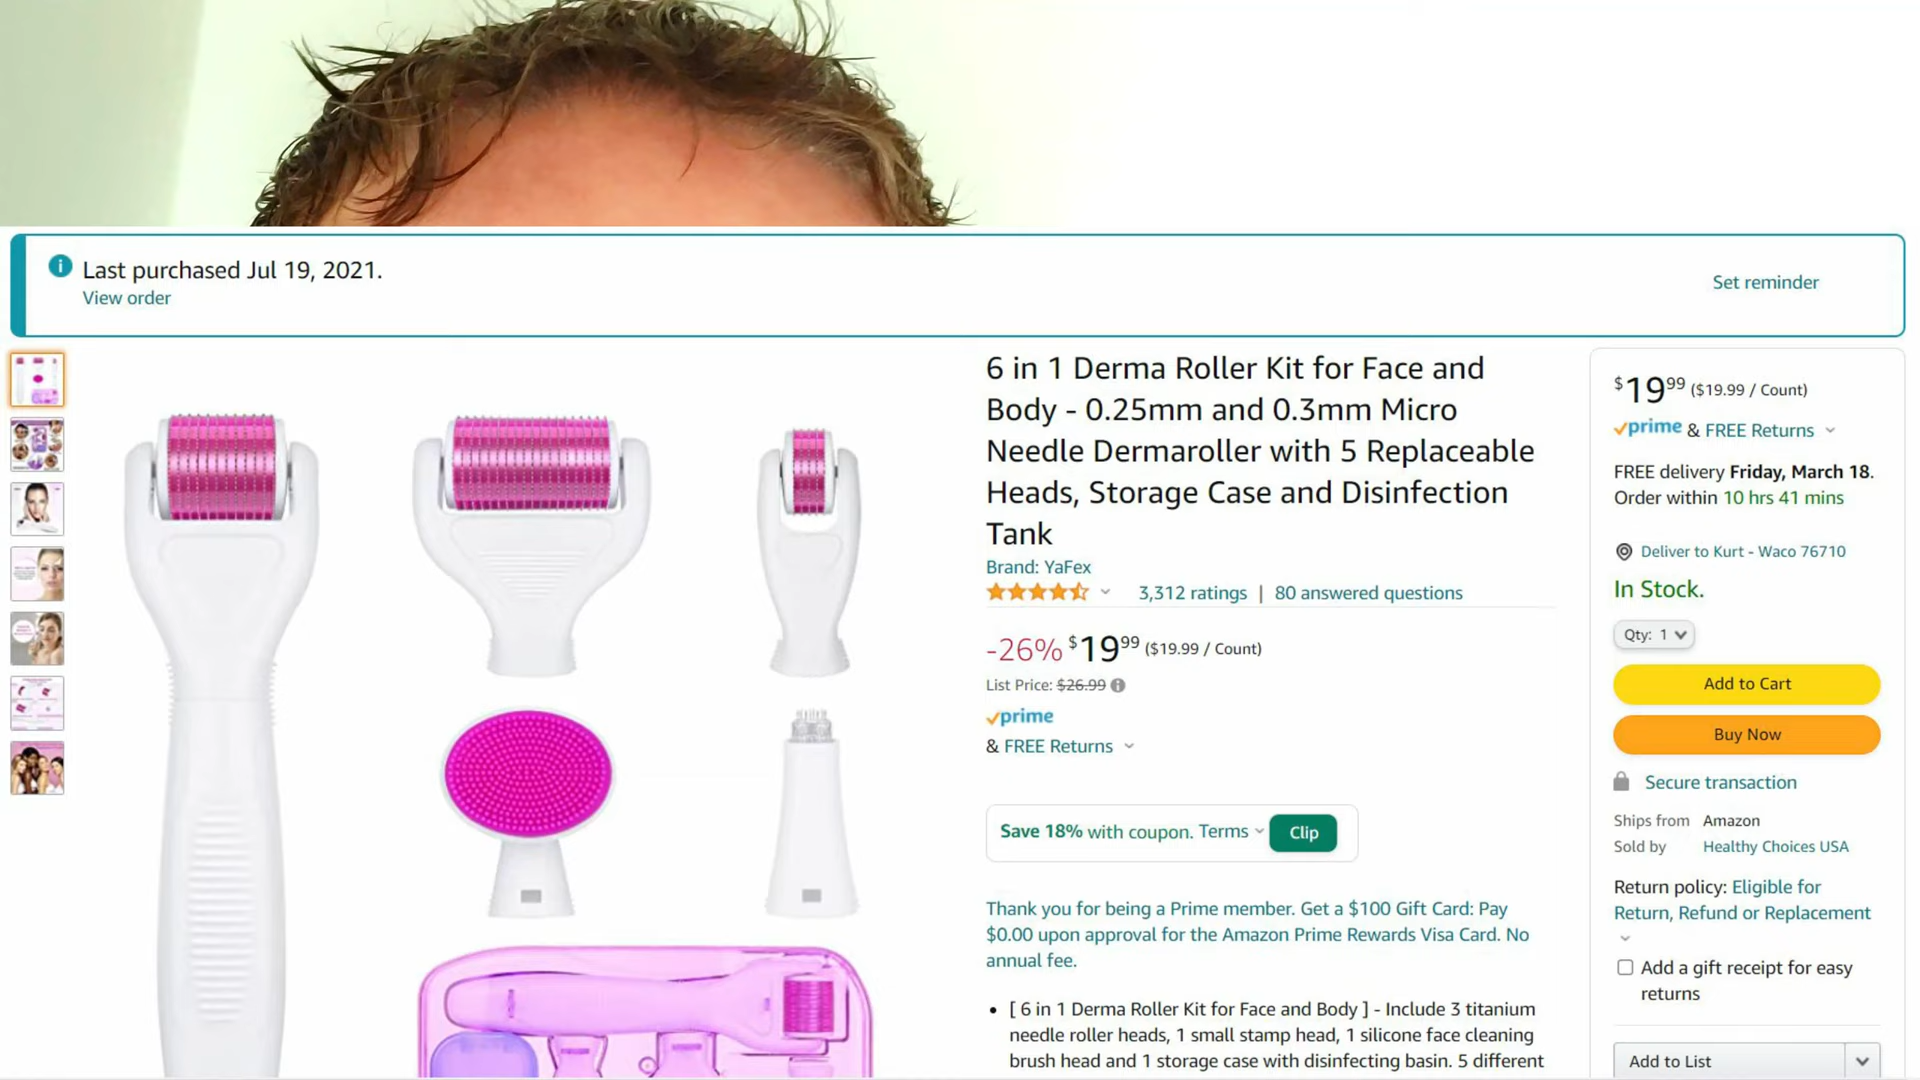 Last purchased Jul 19, 2021.
View order
Set reminder
6 in 1 Derma Roller Kit for Face and
Body - 0.25mm and 0.3mm Micro
Needle Dermaroller with 5 Replaceable
Heads, Storage Case and Disinfection
Tank
Brand: YaFex
3,312 ratings | 80 answered questions
-26% $19.99 ($19.99 / Count)
List Price: $26.99
prime
& FREE Returns
Save 18% with coupon. Terms
Clip
Thank you for being a Prime member. Get a $100 Gift Card: Pay
$0.00 upon approval for the Amazon Prime Rewards Visa Card. No
annual fee.
• [ 6 in 1 Derma Roller Kit for Face and Body ] - Include 3 titanium
needle roller heads, 1 small stamp head, 1 silicone face cleaning
brush head and 1 storage case with disinfecting basin. 5 different
$19.99 ($19.99 / Count)
prime & FREE Returns
FREE delivery Friday, March 18.
Order within 10 hrs 41 mins
Deliver to Kurt - Waco 76710
In Stock.
Qty: 1
Add to Cart
Buy Now
Secure transaction
Ships from Amazon
Sold by Healthy Choices USA
Return policy: Eligible for
Return, Refund or Replacement
Add a gift receipt for easy
returns
Add to List